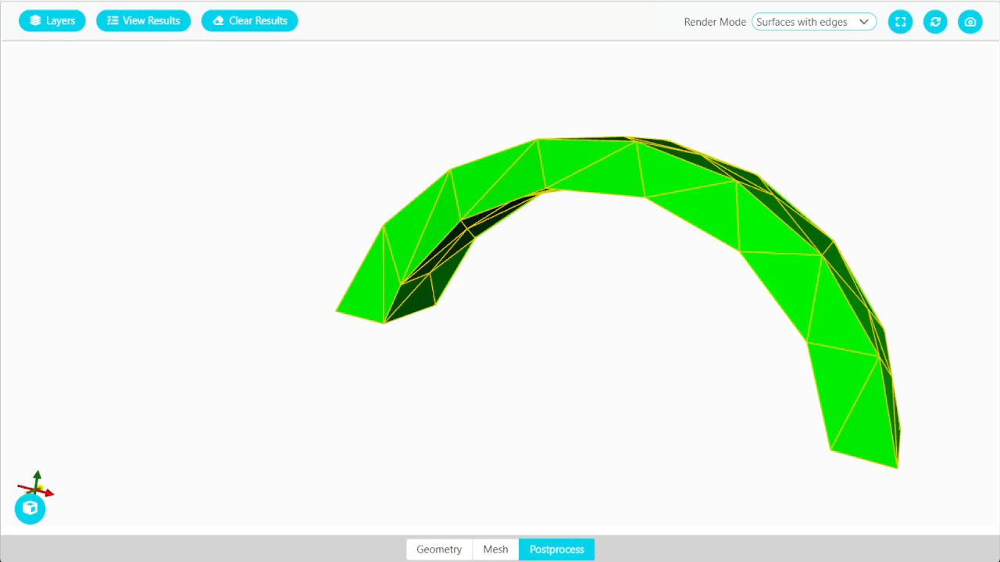 Layers
View Results
Clear Results
Render Mode
Surfaces with edges
Geometry
Mesh
Postprocess